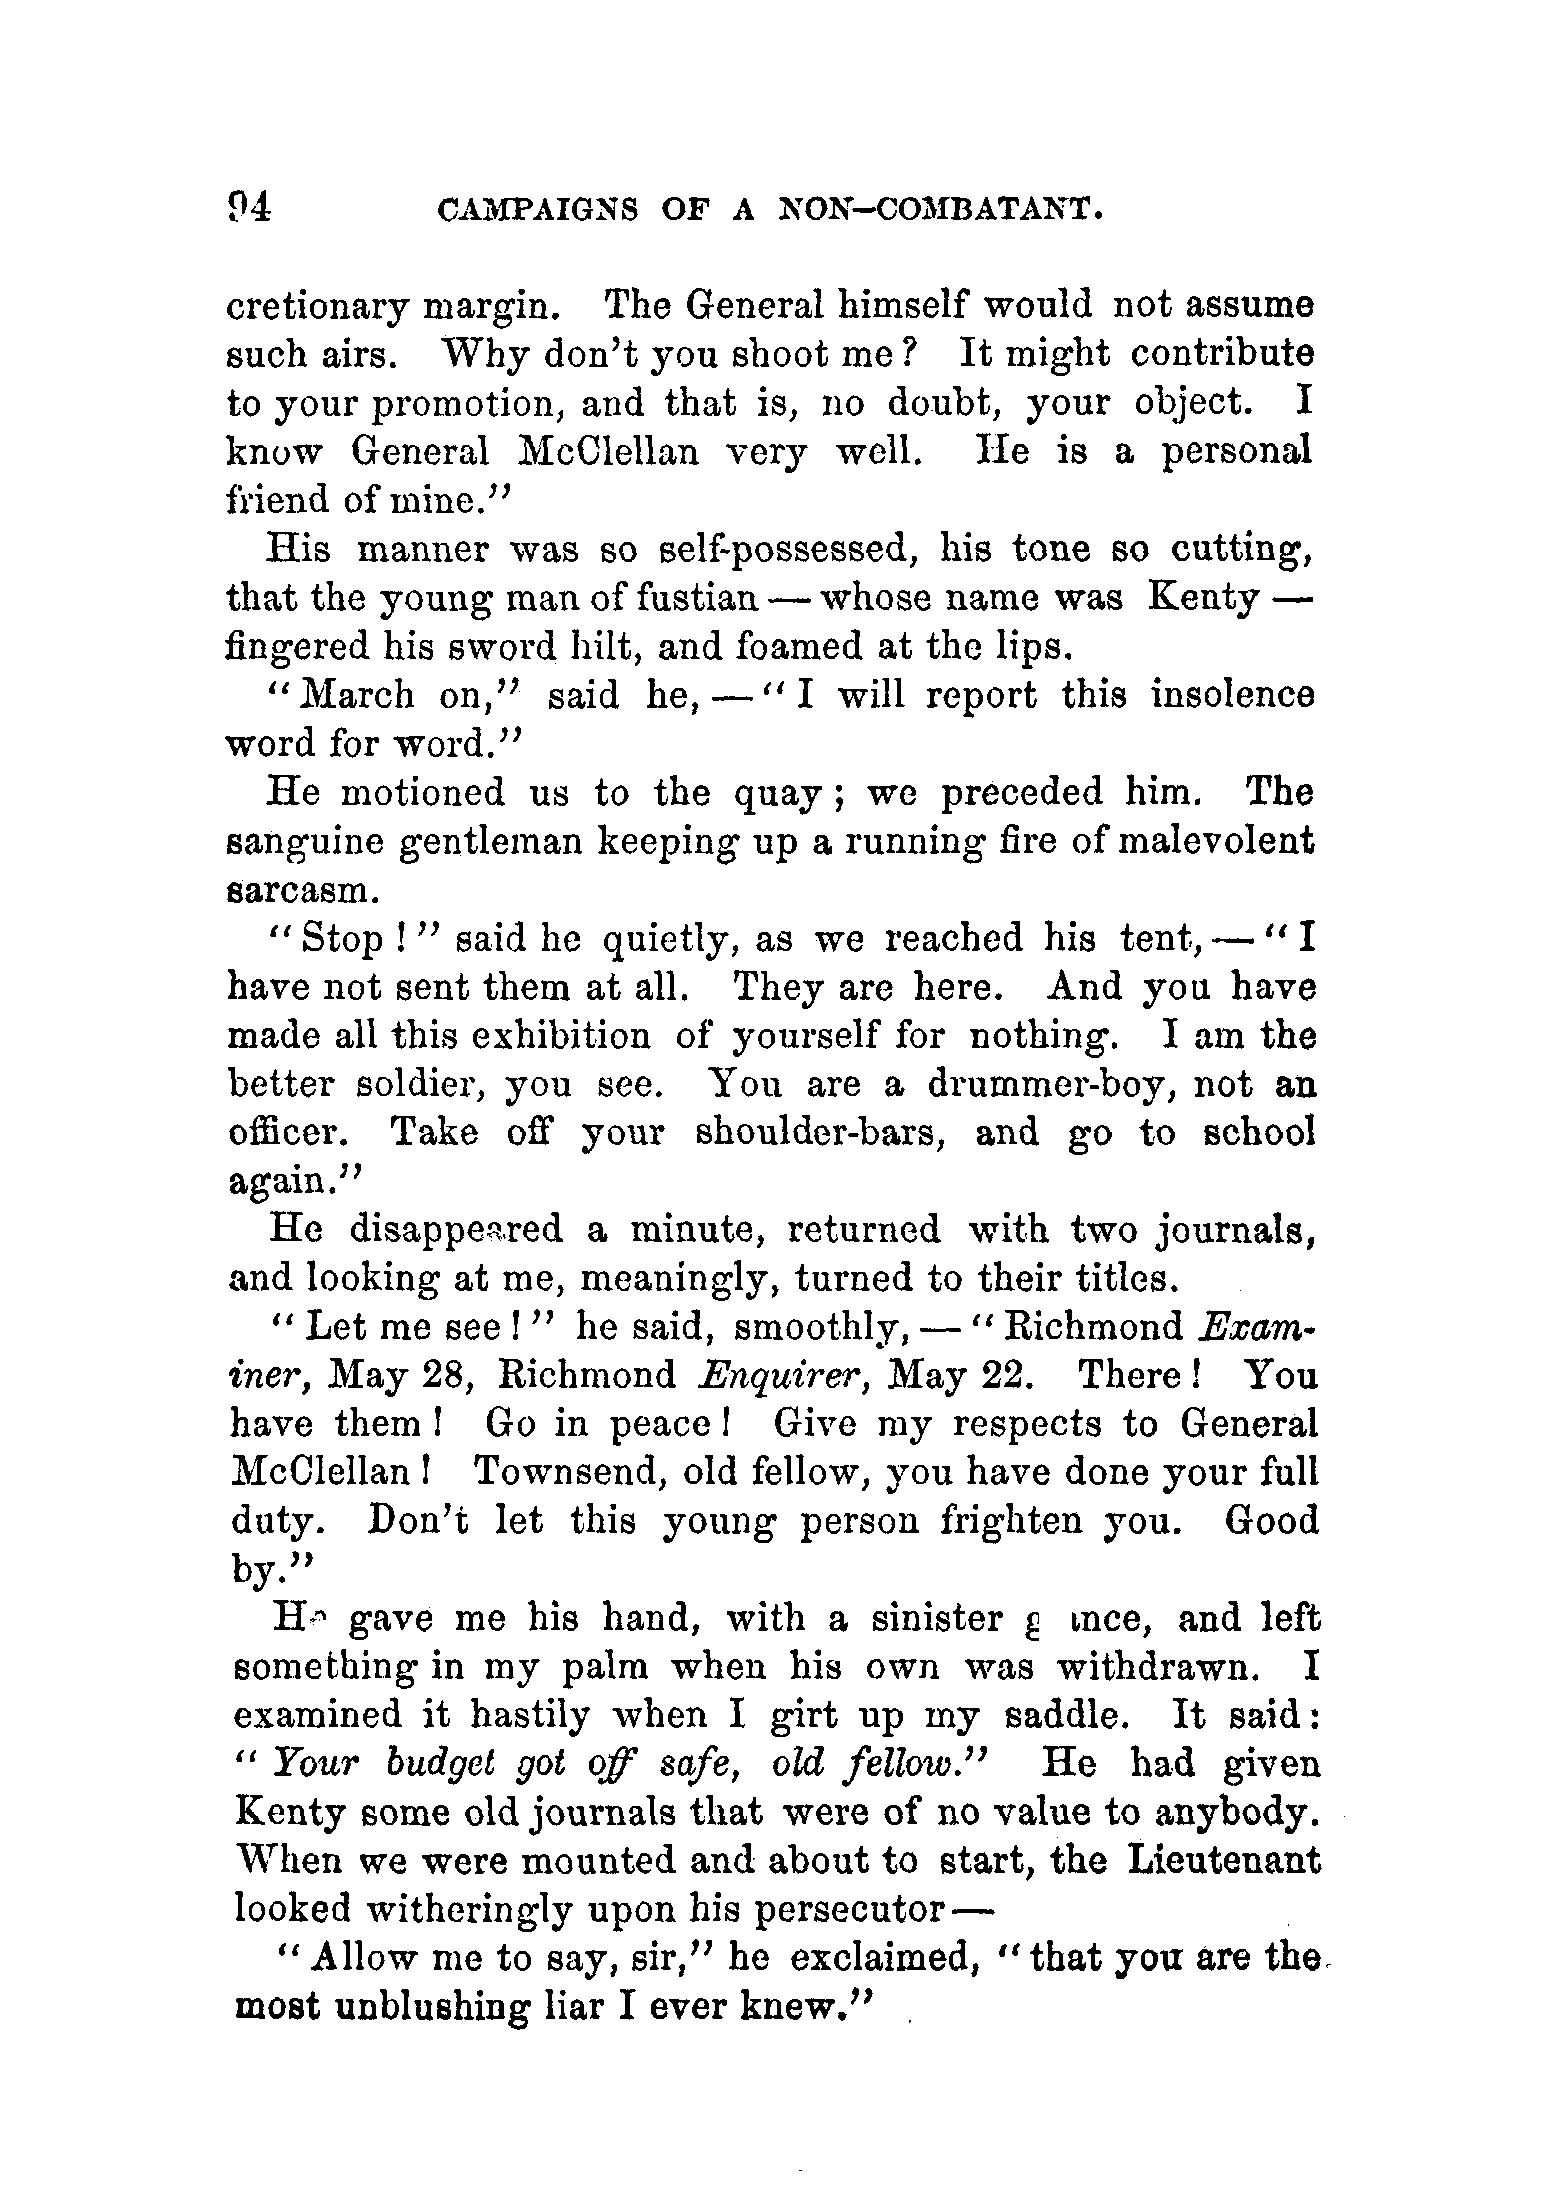 94 CAMPAIGNS OF A NON-COMBATANT.
cretionary margin. The General himself would not assume
such airs. Why don't you shoot me? It might contribute
to your promotion, and that is, no doubt, your object. I
know General McClellan very well. He is a personal
friend of mine."
His manner was so self-possessed, his tone so cutting,
that the young man of fustian — whose name was Kenty —
fingered his sword hilt, and foamed at the lips.
"March on," said he, — "I will report this insolence
word for word."
He motioned us to the quay; we preceded him. The
sanguine gentleman keeping up a running fire of malevolent
sarcasm.
"Stop!" said he quietly, as we reached his tent, — "I
have not sent them at all. They are here. And you have
made all this exhibition of yourself for nothing. I am the
better soldier, you see. You are a drummer-boy, not an
officer. Take off your shoulder-bars, and go to school
again."
He disappeared a minute, returned with two journals,
and looking at me, meaningly, turned to their titles.
"Let me see!" he said, smoothly, — "Richmond Exam-
iner, May 28, Richmond Enquirer, May 22. There! You
have them! Go in peace! Give my respects to General
McClellan! Townsend, old fellow, you have done your full
duty. Don't let this young person frighten you. Good
by."
He gave me his hand, with a sinister and left
something in my palm when his own was withdrawn. I
examined it hastily when I girt up my saddle. It said:
"Your budget got off safe, old fellow." He had given
Kenty some old journals that were of no value to anybody.
When we were mounted and about to start, the Lieutenant
looked witheringly upon his persecutor —
"Allow me to say, sir," he exclaimed, "that you are the
most unblushing liar I ever knew."